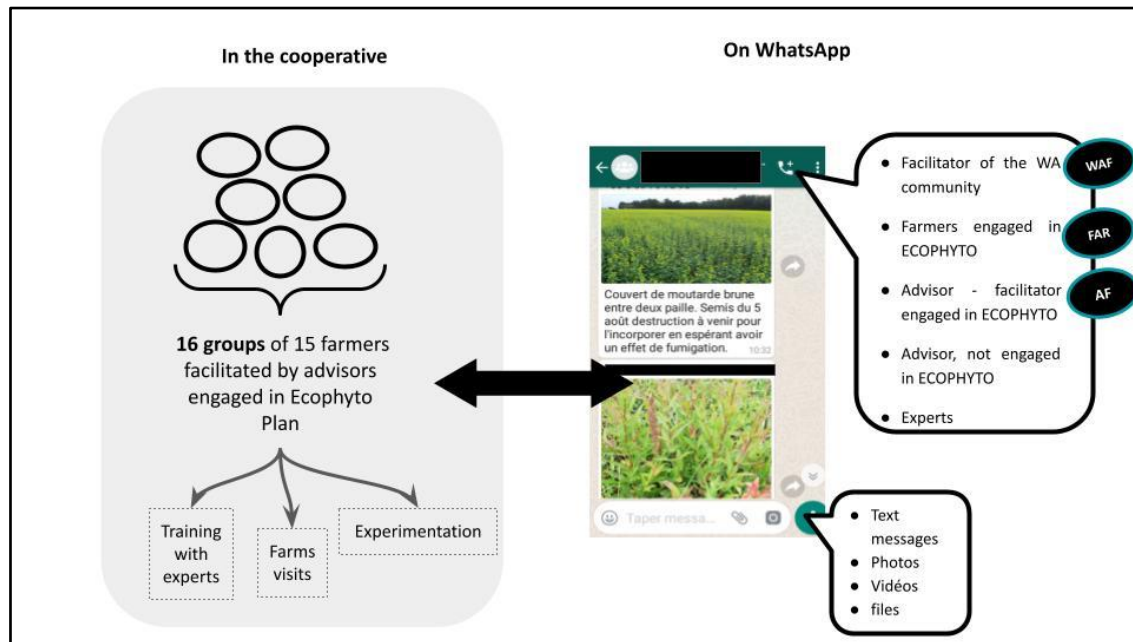 In the cooperative
On WhatsApp
16 groups of 15 farmers
facilitated by advisors
engaged in Ecophyto
Plan
Training
with
experts
Farms
visits
Experimentation
Couvert de moutarde brune
entre deux paille. Semis du 5
août destruction à venir pour
l'incorporer en espérant avoir
un effet de fumigation. 10:32
Taper messa...
● Facilitator of the WA
community
WAF
● Farmers engaged in
ECOPHYTO
FAR
● Advisor - facilitator
engaged in ECOPHYTO
AF
● Advisor, not engaged
in ECOPHYTO
● Experts
● Text
messages
● Photos
● Vidéos
● files